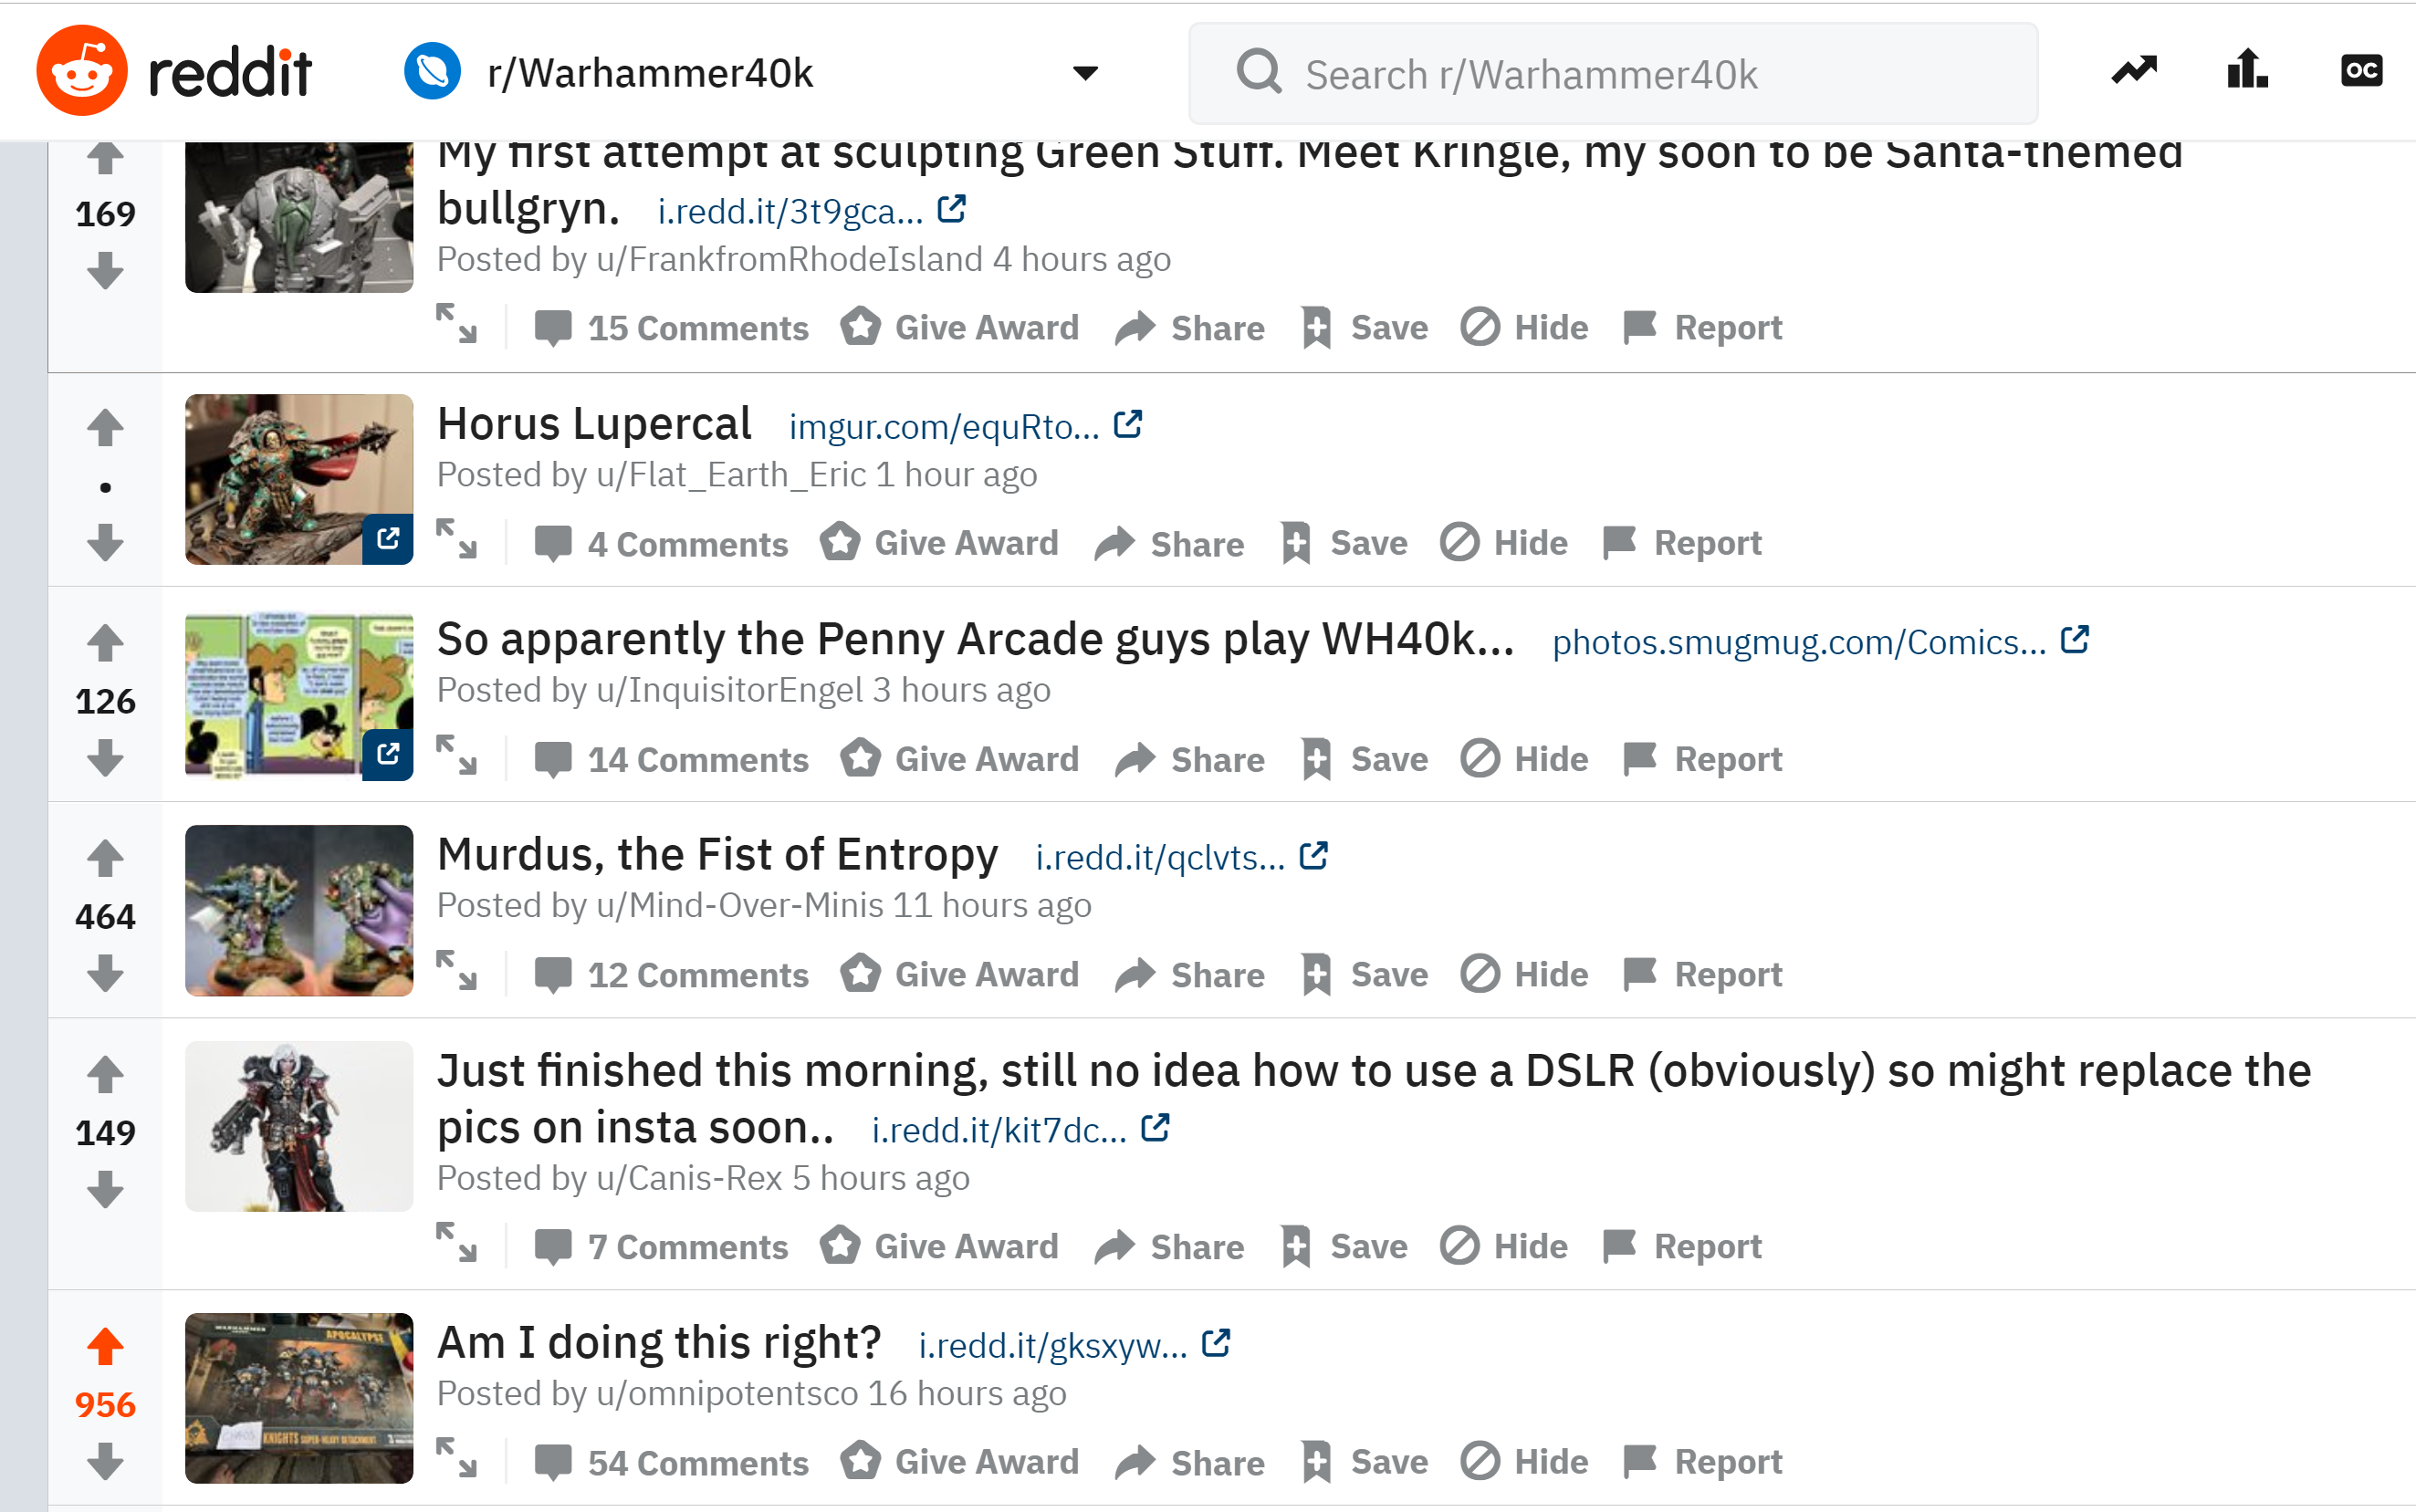 reddit
r/Warhammer40k
Search r/Warhammer40k
OC
My first attempt at sculpting Green Stuff. Meet Kringle, my soon to be Santa-themed
bullgryn. i.redd.it/3t9gca...
169
Posted by u/FrankfromRhodeIsland 4 hours ago
15 Comments Give Award Share Save Hide Report
Horus Lupercal imgur.com/equRto...
•
Posted by u/Flat_Earth_Eric 1 hour ago
4 Comments Give Award Share Save Hide Report
So apparently the Penny Arcade guys play WH40k... photos.smugmug.com/Comics...
126
Posted by u/InquisitorEngel 3 hours ago
14 Comments Give Award Share Save Hide Report
Murdus, the Fist of Entropy i.redd.it/qclvts...
464
Posted by u/Mind-Over-Minis 11 hours ago
12 Comments Give Award Share Save Hide Report
Just finished this morning, still no idea how to use a DSLR (obviously) so might replace the
pics on insta soon.. i.redd.it/kit7dc...
149
Posted by u/Canis-Rex 5 hours ago
7 Comments Give Award Share Save Hide Report
Am I doing this right? i.redd.it/gksxyw...
956
Posted by u/omnipotentsco 16 hours ago
WARHAMMER
APOCALYPSE
CHAOS
KNIGHTS SUPER-HEAVY DETACHMENT
54 Comments Give Award Share Save Hide Report